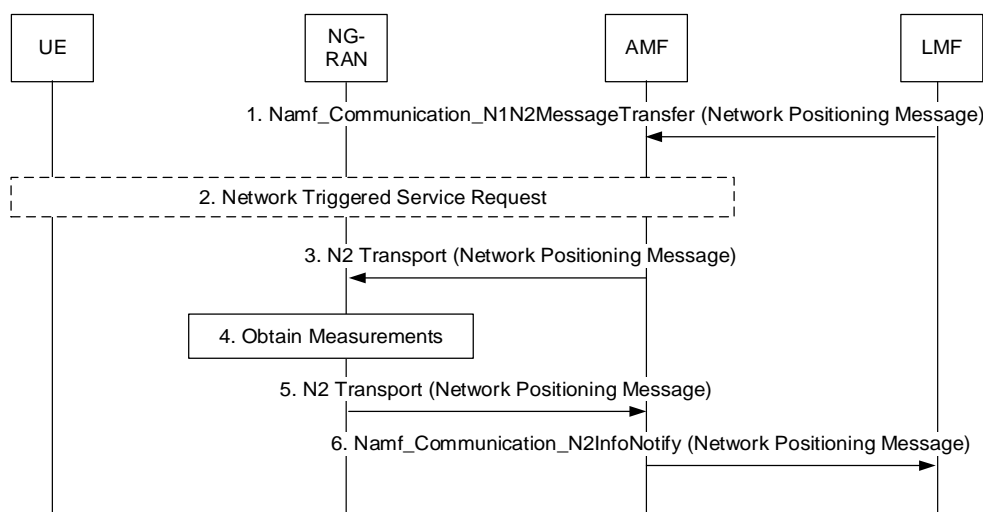 UE
NG-
RAN
AMF
LMF
1. Namf_Communication_N1N2MessageTransfer (Network Positioning Message)
2. Network Triggered Service Request
3. N2 Transport (Network Positioning Message)
4. Obtain Measurements
5. N2 Transport (Network Positioning Message)
6. Namf_Communication_N2InfoNotify (Network Positioning Message)